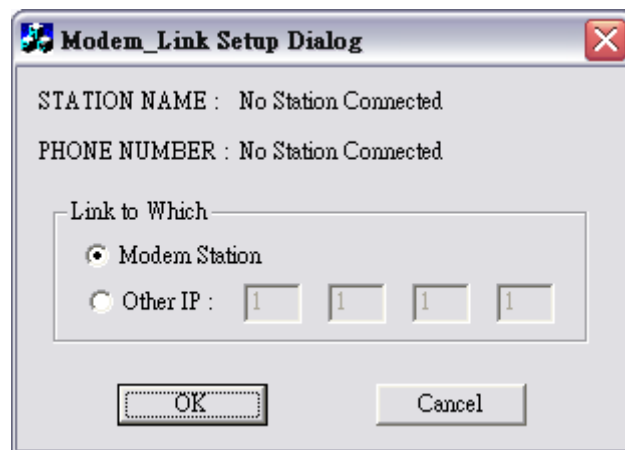 Modem_Link Setup Dialog
STATION NAME : No Station Connected
PHONE NUMBER : No Station Connected
Link to Which
Modem Station
Other IP : 1 1 1 1
OK Cancel